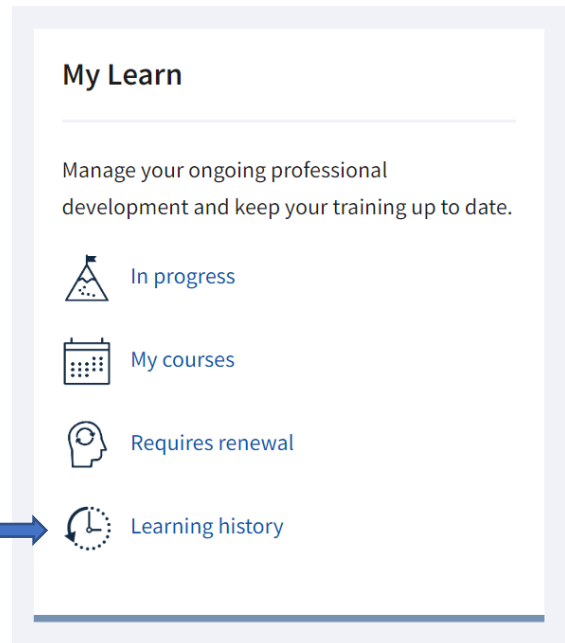 My Learn
Manage your ongoing professional
development and keep your training up to date.
In progress
My courses
Requires renewal
Learning history